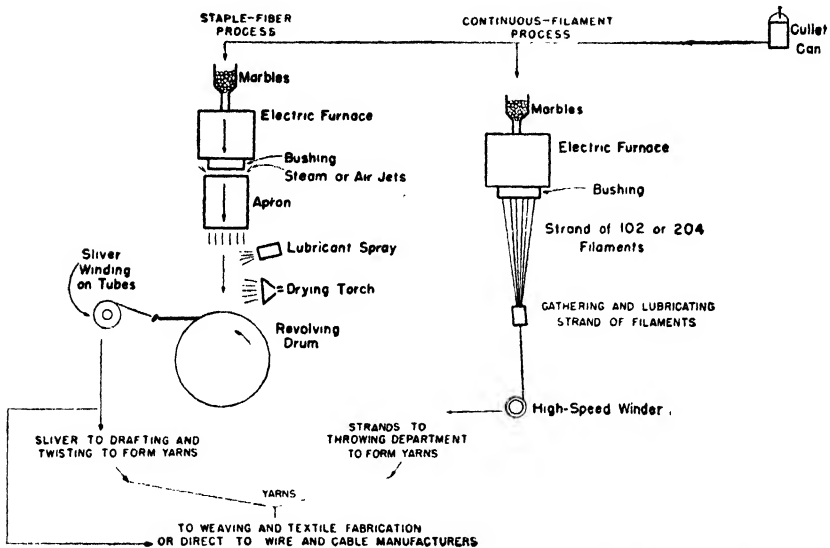 STAPLE-FIBER
PROCESS
CONTINUOUS-FILAMENT
PROCESS
Cullet
Can
Marbles
Electric Furnace
Bushing
Steam or Air Jets
Apron
Lubricant Spray
Drying Torch
Sliver
Winding
on Tubes
Revolving
Drum
SLIVER TO DRAFTING AND
TWISTING TO FORM YARNS
Marbles
Electric Furnace
Bushing
Strand of 102 or 204
Filaments
GATHERING AND LUBRICATING
STRAND OF FILAMENTS
High-Speed Winder
STRANDS TO
THROWING DEPARTMENT
TO FORM YARNS
YARNS
TO WEAVING AND TEXTILE FABRICATION
OR DIRECT TO WIRE AND CABLE MANUFACTURERS